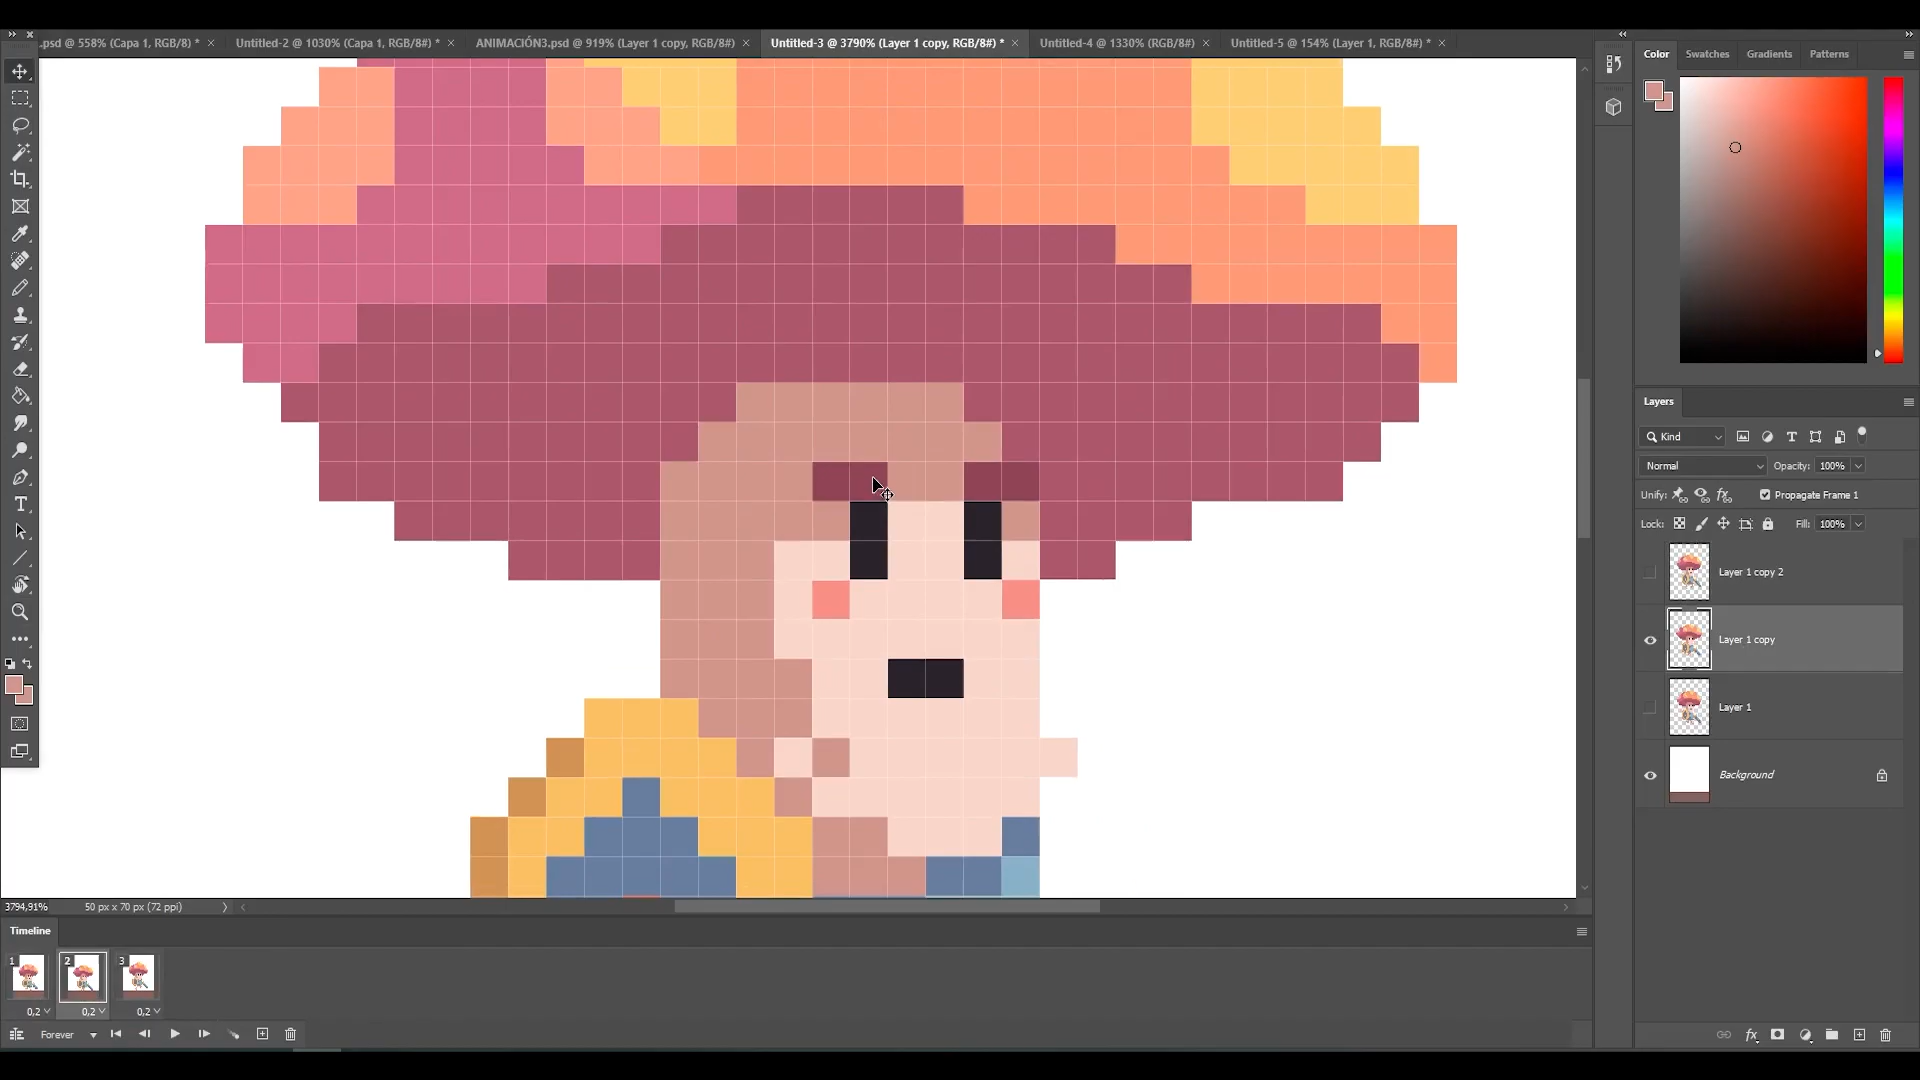 .psd @ 558% (Capa 1, RGB/8) *
Untitled-2 @ 1030% (Capa 1, RGB/8#) *
ANIMACIÓN3.psd @ 919% (Layer 1 copy, RGB/8#)
Untitled-3 @ 3790% (Layer 1 copy, RGB/8#) *
Untitled-4 @ 1330% (RGB/8#)
Untitled-5 @ 154% (Layer 1, RGB/8#) *
Color
Swatches
Gradients
Patterns
Layers
Kind
Normal
Opacity: 100%
Unify:
Propagate Frame 1
Lock:
Fill: 100%
Layer 1 copy 2
Layer 1 copy
Layer 1
Background
3794,91%
50 px x 70 px (72 ppi)
Timeline
1
2
3
0,2
0,2
0,2
Forever